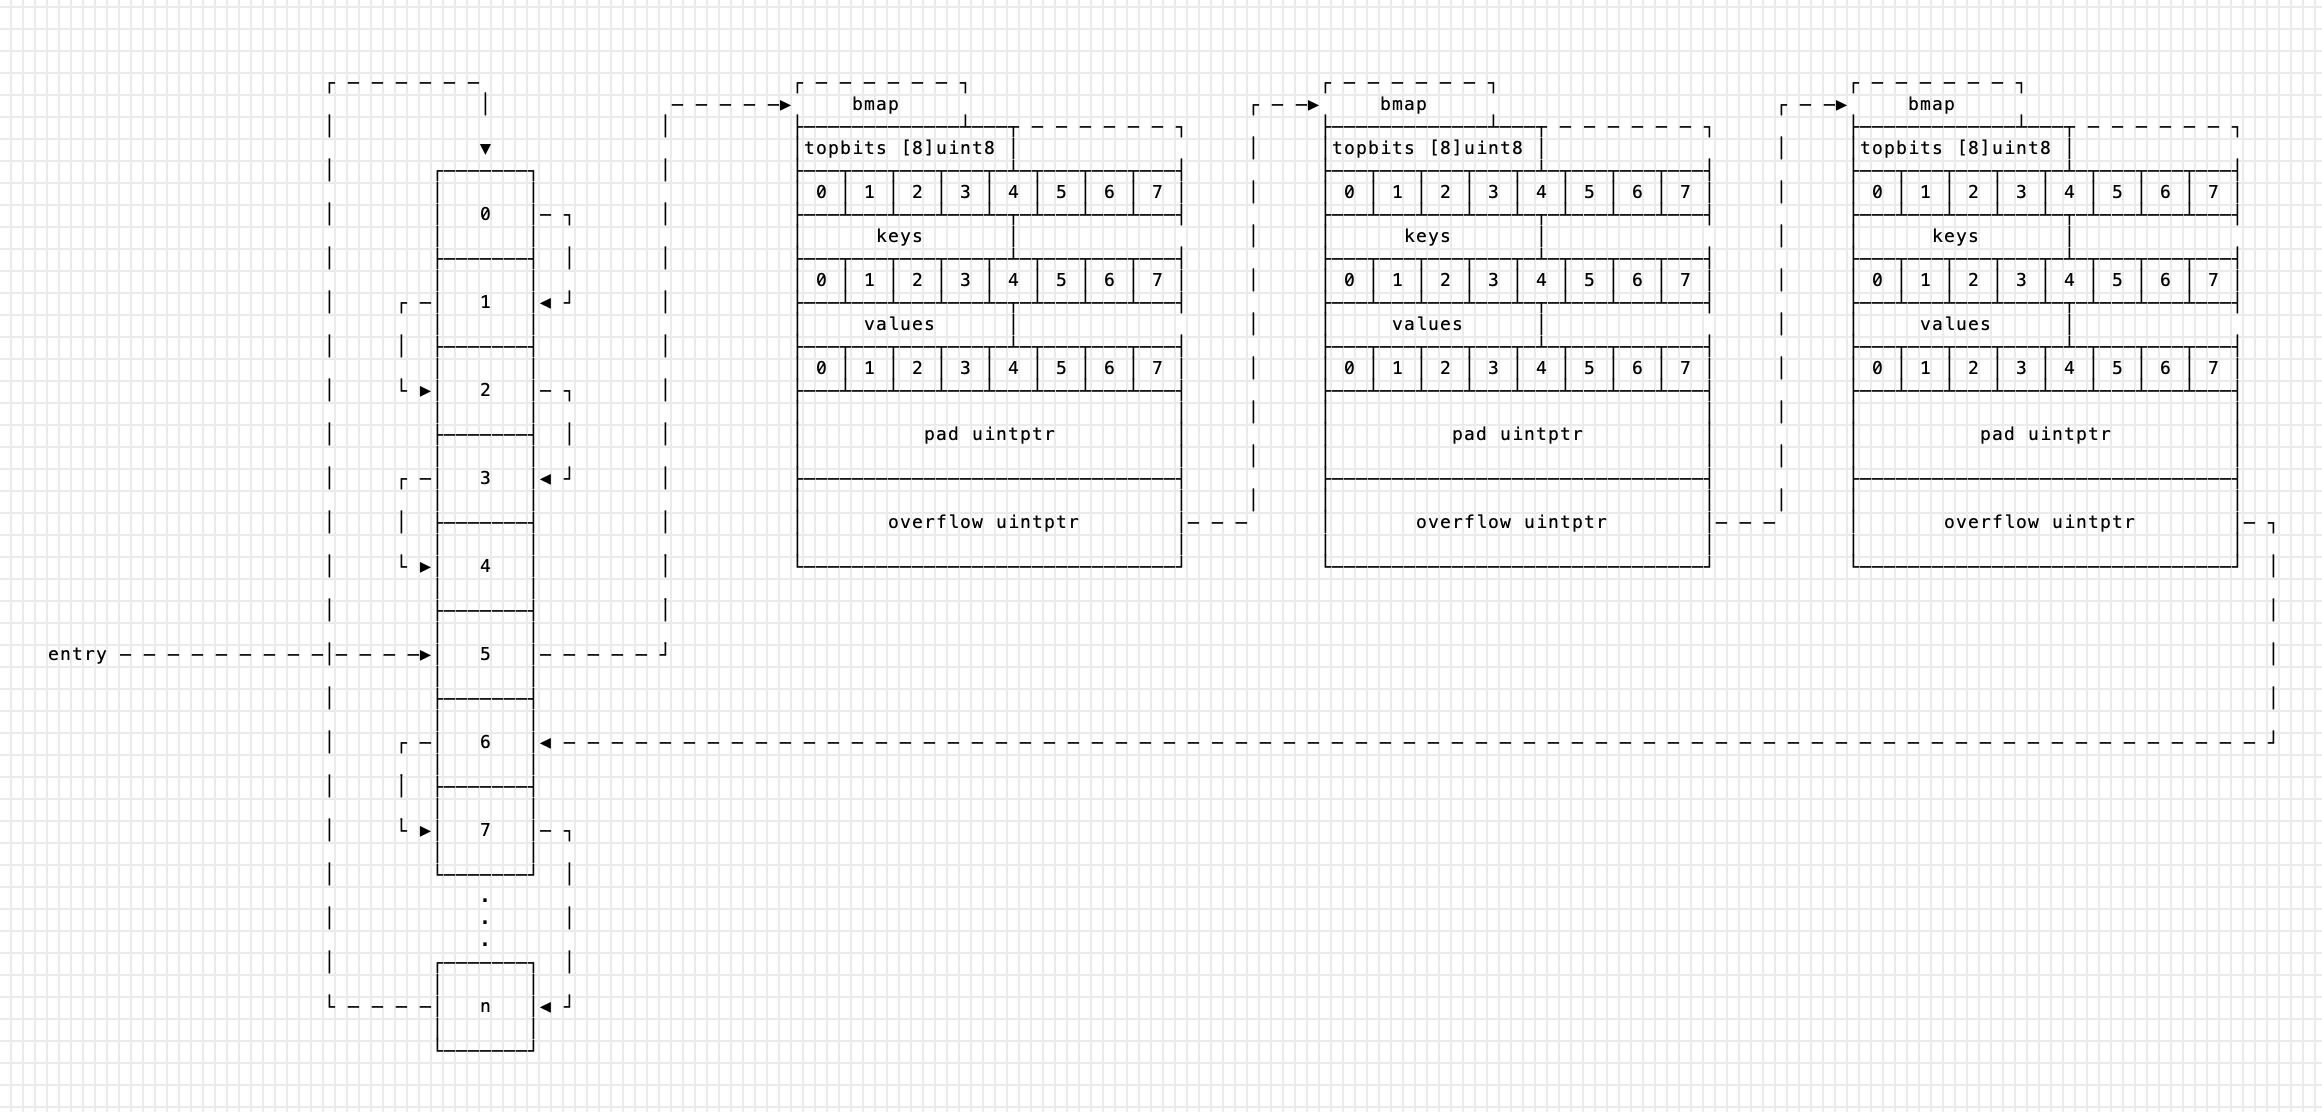 bmap bmap bmap
topbits [8]uint8 topbits [8]uint8 topbits [8]uint8
0 1 2 3 4 5 6 7 0 1 2 3 4 5 6 7 0 1 2 3 4 5 6 7
0
keys keys keys
0 1 2 3 4 5 6 7 0 1 2 3 4 5 6 7 0 1 2 3 4 5 6 7
1
values values values
0 1 2 3 4 5 6 7 0 1 2 3 4 5 6 7 0 1 2 3 4 5 6 7
2
pad uintptr pad uintptr pad uintptr
3
overflow uintptr overflow uintptr overflow uintptr
4
entry 5
6
7
.
.
.
n